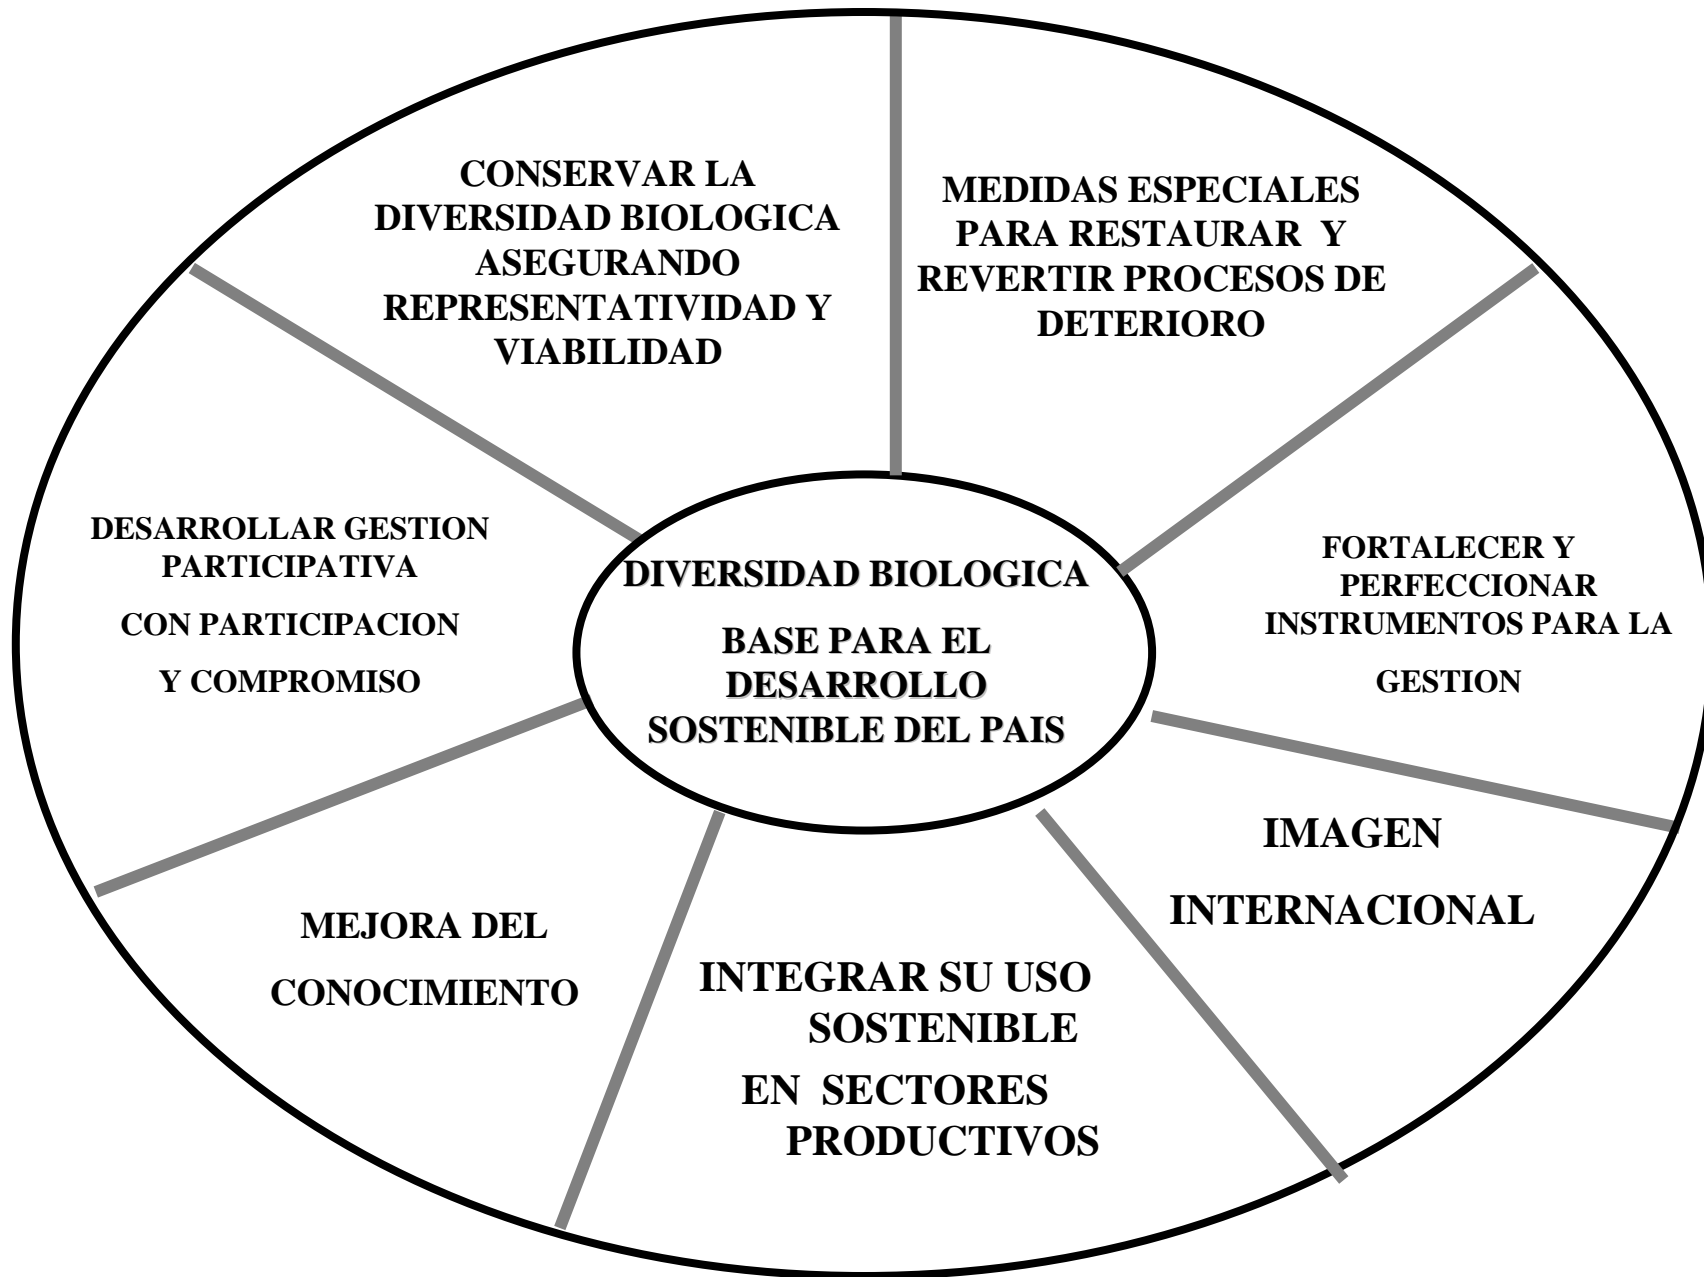 CONSERVAR LA
DIVERSIDAD BIOLOGICA
ASEGURANDO
REPRESENTATIVIDAD Y
VIABILIDAD
MEDIDAS ESPECIALES
PARA RESTAURAR Y
REVERTIR PROCESOS DE
DETERIORO
DESARROLLAR GESTION
PARTICIPATIVA
CON PARTICIPACION
Y COMPROMISO
DIVERSIDAD BIOLOGICA
BASE PARA EL
DESARROLLO
SOSTENIBLE DEL PAIS
FORTALECER Y
PERFECCIONAR
INSTRUMENTOS PARA LA
GESTION
MEJORA DEL
CONOCIMIENTO
INTEGRAR SU USO
SOSTENIBLE
EN SECTORES
PRODUCTIVOS
IMAGEN
INTERNACIONAL